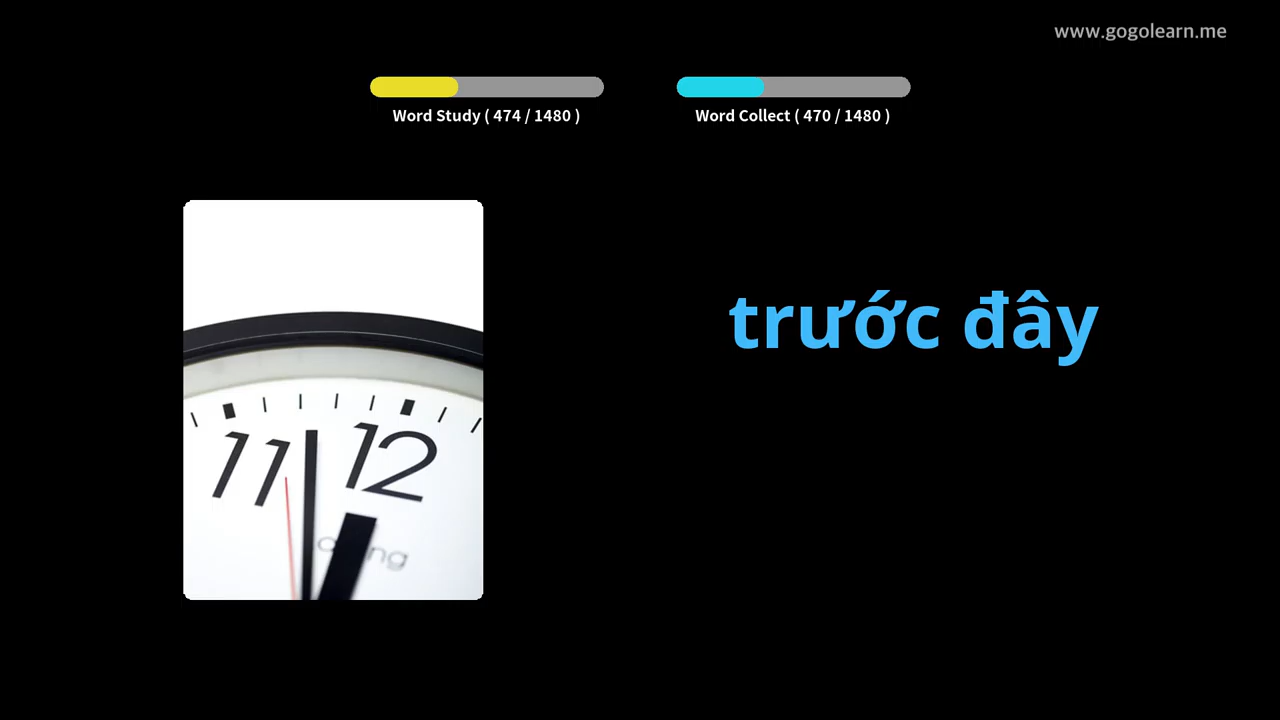 www.gogolearn.me
Word Study ( 474 / 1480 )
Word Collect ( 470 / 1480 )
trước đây
11
12